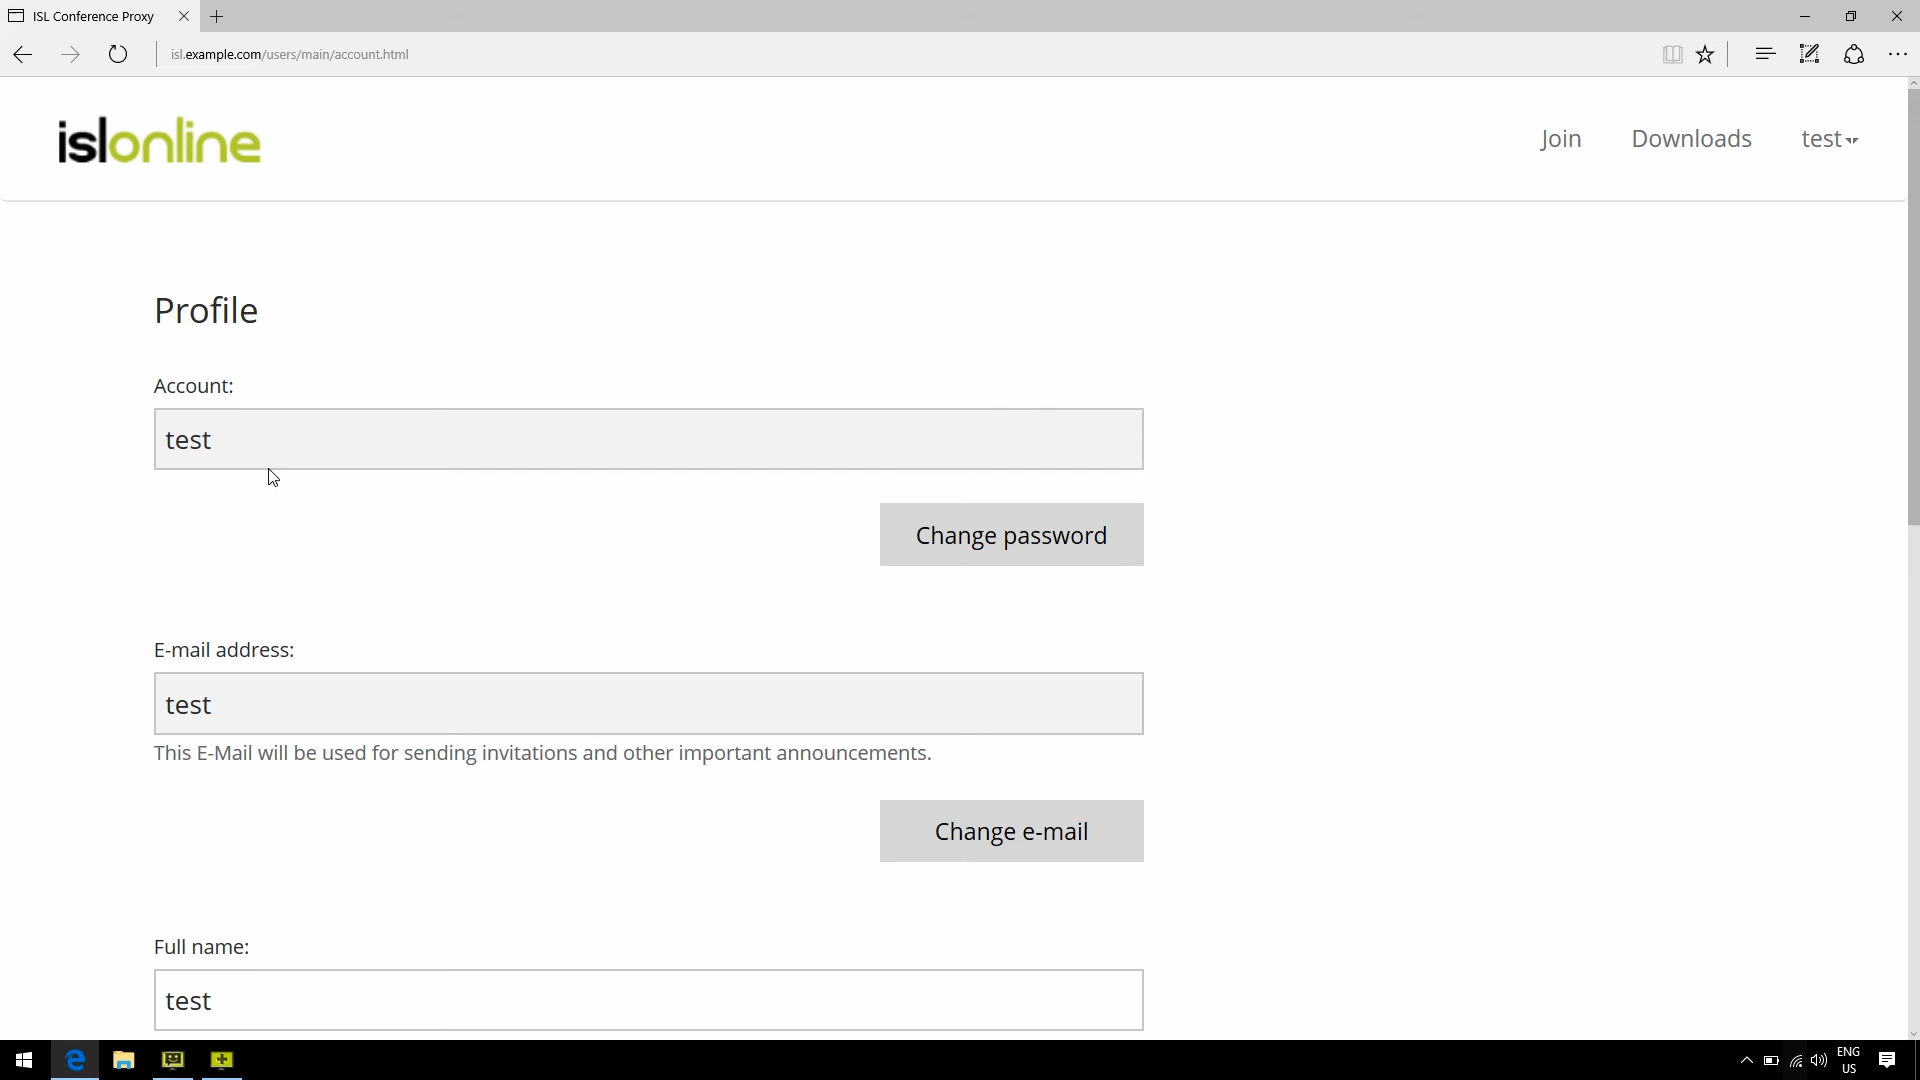 ISL Conference Proxy
isl.example.com/users/main/account.html
islonline
Join Downloads test
Profile
Account:
test
Change password
E-mail address:
test
This E-Mail will be used for sending invitations and other important announcements.
Change e-mail
Full name:
test
ENG
US